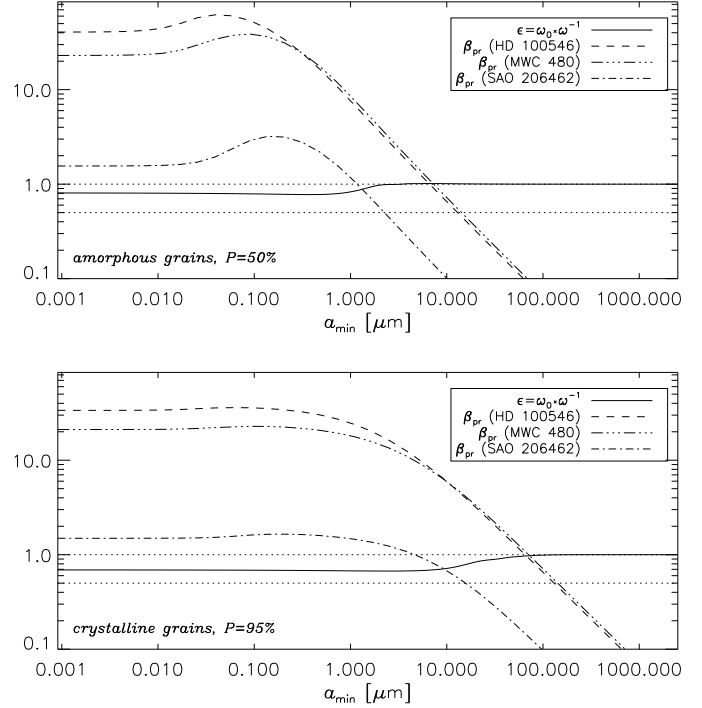 ϵ=ω₀*ω⁻¹
β_pr (HD 100546)
β_pr (MWC 480)
β_pr (SAO 206462)
10.0
1.0
0.1
amorphous grains, P=50%
0.001 0.010 0.100 1.000 10.000 100.000 1000.000
a_min [μm]
ϵ=ω₀*ω⁻¹
β_pr (HD 100546)
β_pr (MWC 480)
β_pr (SAO 206462)
10.0
1.0
0.1
crystalline grains, P=95%
0.001 0.010 0.100 1.000 10.000 100.000 1000.000
a_min [μm]